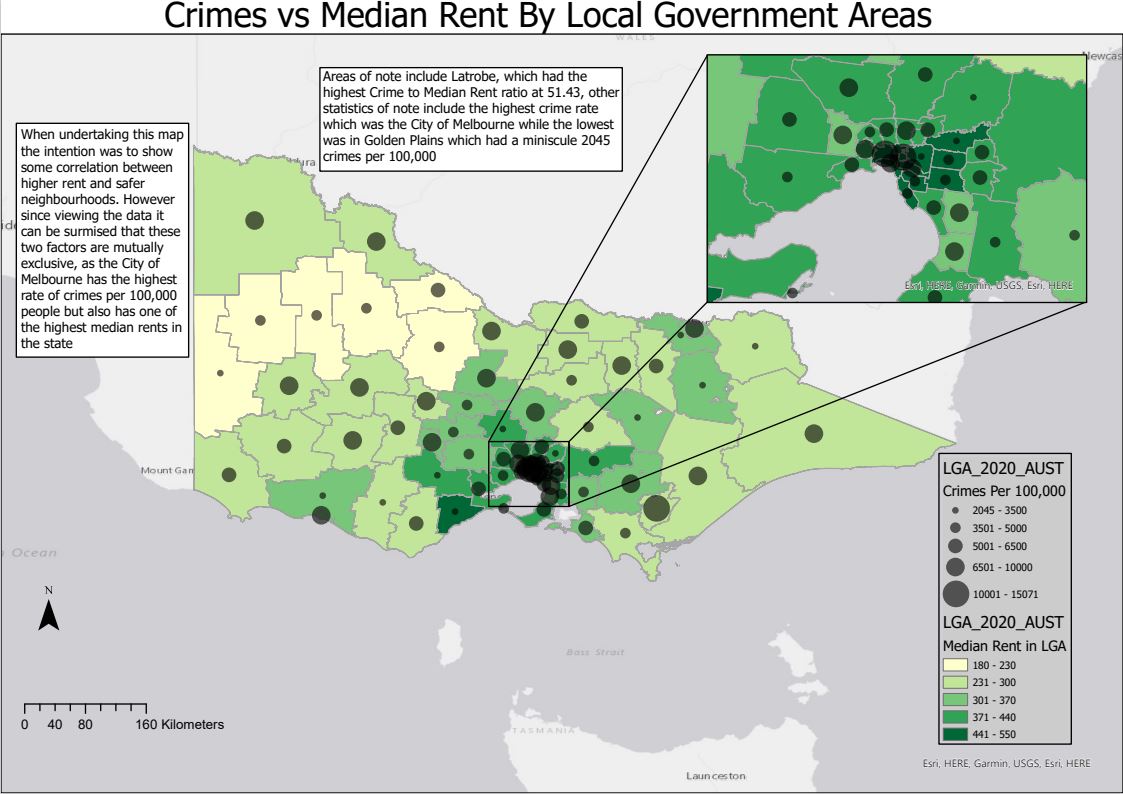 Crimes vs Median Rent By Local Government Areas
WALES
Newcas
Areas of note include Latrobe, which had the
highest Crime to Median Rent ratio at 51.43, other
statistics of note include the highest crime rate
which was the City of Melbourne while the lowest
was in Golden Plains which had a miniscule 2045
crimes per 100,000
When undertaking this map
the intention was to show
some correlation between
higher rent and safer
neighbourhoods. However
since viewing the data it
can be surmised that these
two factors are mutually
exclusive, as the City of
Melbourne has the highest
rate of crimes per 100,000
people but also has one of
the highest median rents in
the state
Esri, HERE, Garmin, USGS, Esri, HERE
Mount Gam
Ocean
LGA_2020_AUST
Crimes Per 100,000
2045 - 3500
3501 - 5000
5001 - 6500
6501 - 10000
10001 - 15071
LGA_2020_AUST
Median Rent in LGA
180 - 230
231 - 300
301 - 370
371 - 440
441 - 550
N
Bass Strait
0 40 80 160 Kilometers
TASMANIA
Launceston
Esri, HERE, Garmin, USGS, Esri, HERE